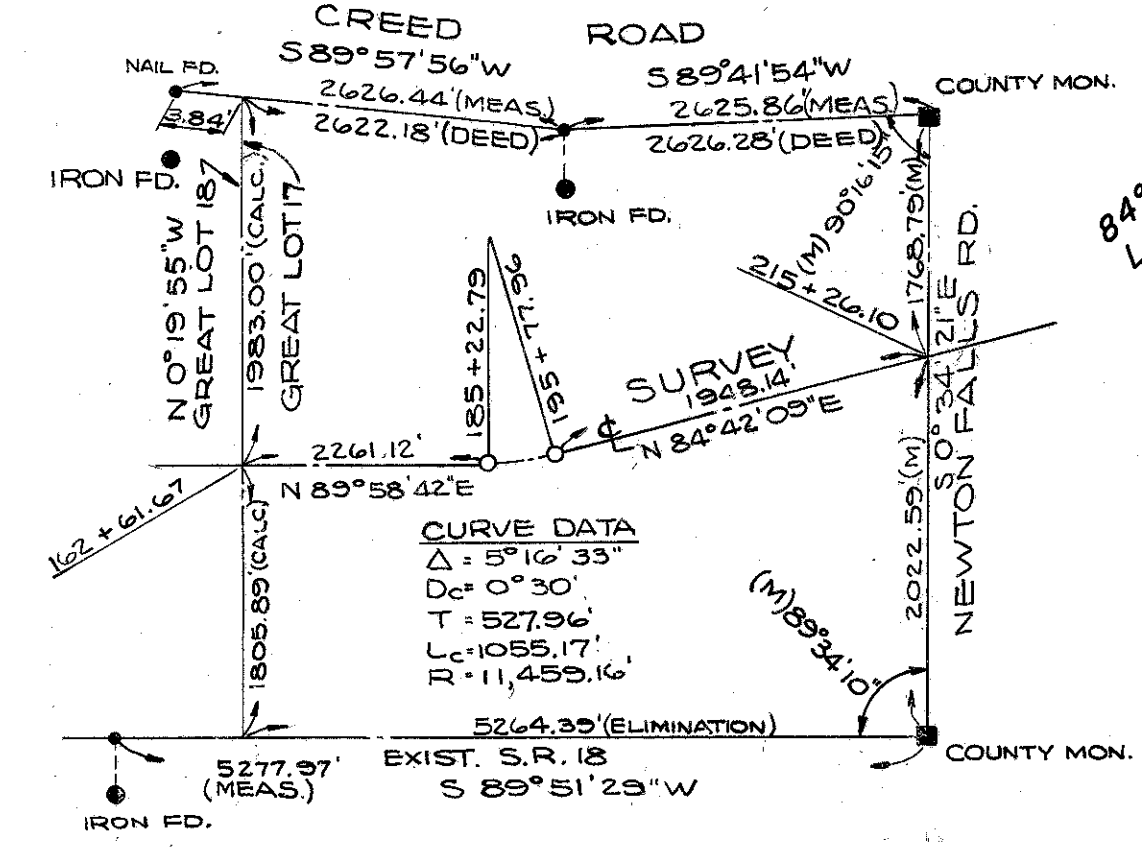 CREED ROAD
S 89° 57' 56" W
S 89° 41' 54" W
NAIL FD.
2626.44' (MEAS.)
2625.86' (MEAS.)
COUNTY MON.
3.84'
2622.18' (DEED)
2626.28' (DEED)
IRON FD.
IRON FD.
N 0° 19' 55" W
GREAT LOT 18
1983.00' (CALC.)
GREAT LOT 17
(M) 90° 16' 15"
1768.79' (M)
84°
215 + 26.10
185 + 22.79
195 + 77.96
SURVEY
1948.14'
℄
N 84° 42' 09" E
S 0° 34' 21" E
NEWTON FALLS RD.
2261.12'
N 89° 58' 42" E
162 + 61.67
1805.89' (CALC)
2022.59' (M)
CURVE DATA
Δ = 5° 16' 33"
Dc = 0° 30'
T = 527.96'
Lc = 1055.17'
R = 11,459.16'
(M) 89° 34' 10"
5264.39' (ELIMINATION)
5277.97'
(MEAS.)
EXIST. S.R. 18
S 89° 51' 29" W
COUNTY MON.
IRON FD.